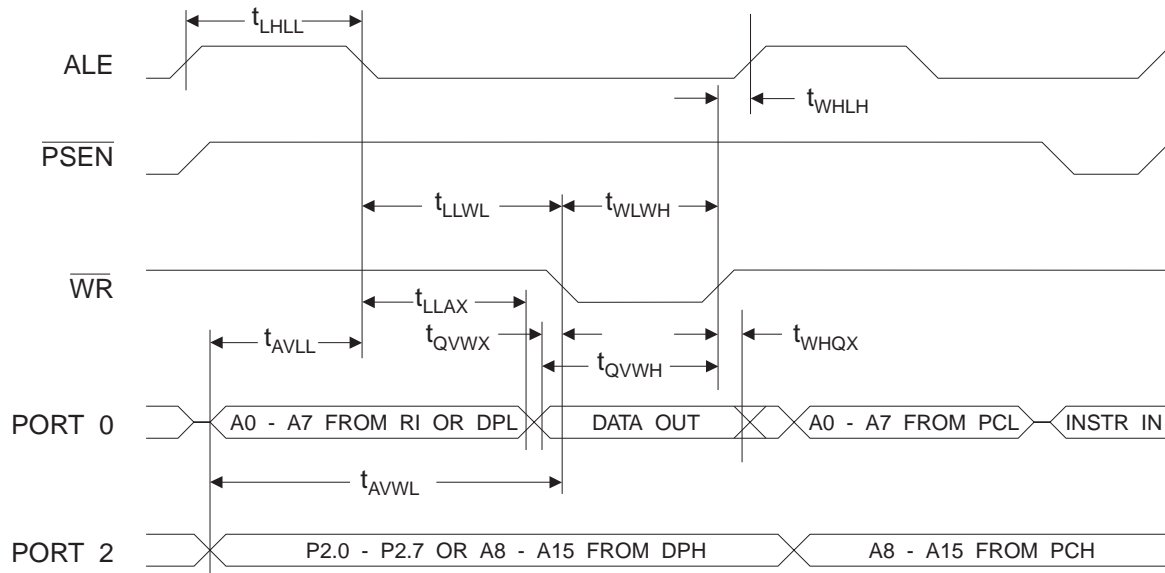 tLHLL
ALE
tWHLH
PSEN
tLLWL tWLWH
WR
tLLAX
tAVLL tQVWX tWHQX
tQVWH
PORT 0 A0 - A7 FROM RI OR DPL DATA OUT A0 - A7 FROM PCL INSTR IN
tAVWL
PORT 2 P2.0 - P2.7 OR A8 - A15 FROM DPH A8 - A15 FROM PCH